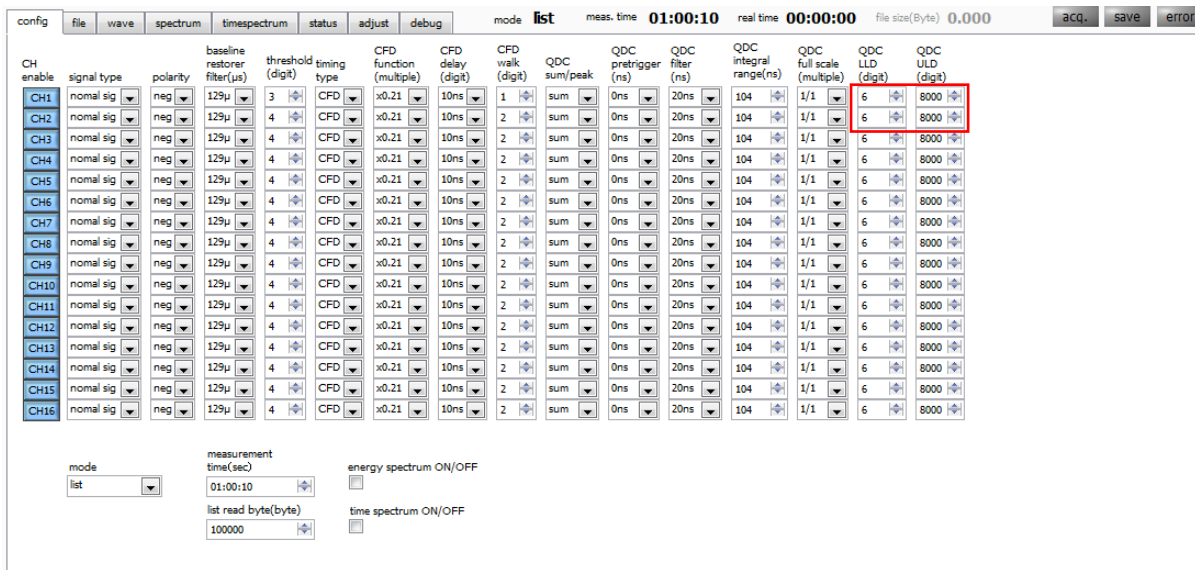 config file wave spectrum timespectrum status adjust debug mode list meas. time 01:00:10 real time 00:00:00 file size(Byte) 0.000 acq. save error
CH enable signal type polarity baseline restorer filter(μs) threshold (digit) timing type CFD function (multiple) CFD delay (digit) CFD walk (digit) QDC sum/peak QDC pretrigger (ns) QDC filter (ns) QDC integral range(ns) QDC full scale (multiple) QDC LLD (digit) QDC ULD (digit)
CH1 nomal sig neg 129μ 3 CFD x0.21 10ns 1 sum 0ns 20ns 104 1/1 6 8000
CH2 nomal sig neg 129μ 4 CFD x0.21 10ns 2 sum 0ns 20ns 104 1/1 6 8000
CH3 nomal sig neg 129μ 4 CFD x0.21 10ns 2 sum 0ns 20ns 104 1/1 6 8000
CH4 nomal sig neg 129μ 4 CFD x0.21 10ns 2 sum 0ns 20ns 104 1/1 6 8000
CH5 nomal sig neg 129μ 4 CFD x0.21 10ns 2 sum 0ns 20ns 104 1/1 6 8000
CH6 nomal sig neg 129μ 4 CFD x0.21 10ns 2 sum 0ns 20ns 104 1/1 6 8000
CH7 nomal sig neg 129μ 4 CFD x0.21 10ns 2 sum 0ns 20ns 104 1/1 6 8000
CH8 nomal sig neg 129μ 4 CFD x0.21 10ns 2 sum 0ns 20ns 104 1/1 6 8000
CH9 nomal sig neg 129μ 4 CFD x0.21 10ns 2 sum 0ns 20ns 104 1/1 6 8000
CH10 nomal sig neg 129μ 4 CFD x0.21 10ns 2 sum 0ns 20ns 104 1/1 6 8000
CH11 nomal sig neg 129μ 4 CFD x0.21 10ns 2 sum 0ns 20ns 104 1/1 6 8000
CH12 nomal sig neg 129μ 4 CFD x0.21 10ns 2 sum 0ns 20ns 104 1/1 6 8000
CH13 nomal sig neg 129μ 4 CFD x0.21 10ns 2 sum 0ns 20ns 104 1/1 6 8000
CH14 nomal sig neg 129μ 4 CFD x0.21 10ns 2 sum 0ns 20ns 104 1/1 6 8000
CH15 nomal sig neg 129μ 4 CFD x0.21 10ns 2 sum 0ns 20ns 104 1/1 6 8000
CH16 nomal sig neg 129μ 4 CFD x0.21 10ns 2 sum 0ns 20ns 104 1/1 6 8000
mode
list
measurement
time(sec)
01:00:10
energy spectrum ON/OFF
list read byte(byte)
100000
time spectrum ON/OFF